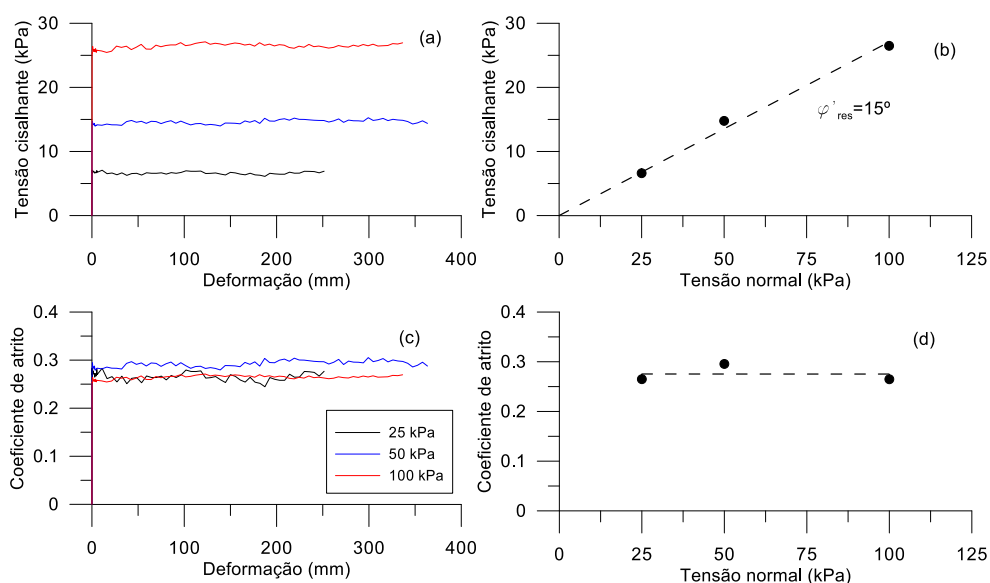 Tensão cisalhante (kPa)
30
20
10
0
(a)
0
100
200
300
400
Deformação (mm)
Tensão cisalhante (kPa)
30
20
10
0
(b)
φ'res=15º
0
25
50
75
100
125
Tensão normal (kPa)
Coeficiente de atrito
0.4
0.3
0.2
0.1
0
(c)
25 kPa
50 kPa
100 kPa
0
100
200
300
400
Deformação (mm)
Coeficiente de atrito
0.4
0.3
0.2
0.1
0
(d)
0
25
50
75
100
125
Tensão normal (kPa)